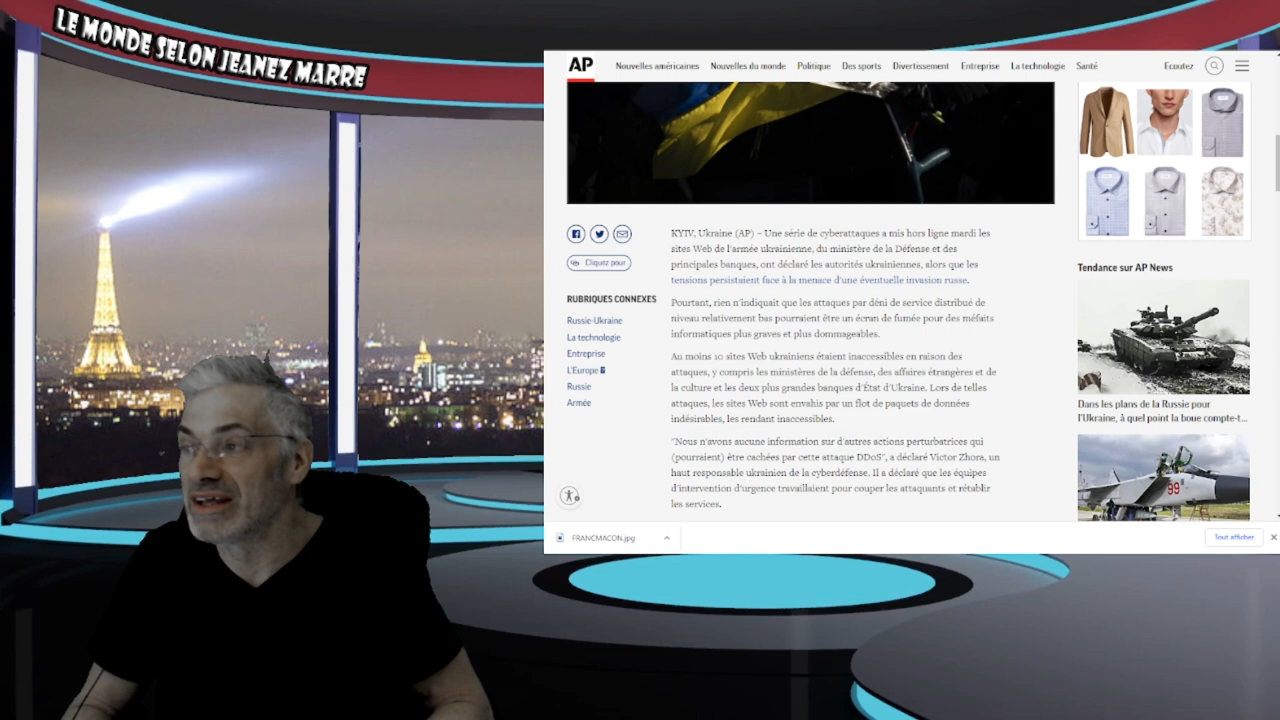 LE MONDE SELON JEANEZ MARRE
AP
Nouvelles américaines Nouvelles du monde Politique Des sports Divertissement Entreprise La technologie Santé Ecoutez
KYIV, Ukraine (AP) – Une série de cyberattaques a mis hors ligne mardi les
sites Web de l'armée ukrainienne, du ministère de la Défense et des
principales banques, ont déclaré les autorités ukrainiennes, alors que les
tensions persistaient face à la menace d'une éventuelle invasion russe.
Cliquez pour
RUBRIQUES CONNEXES
Russie-Ukraine
La technologie
Entreprise
L'Europe
Russie
Armée
Pourtant, rien n'indiquait que les attaques par déni de service distribué de
niveau relativement bas pourraient être un écran de fumée pour des méfaits
informatiques plus graves et plus dommageables.
Au moins 10 sites Web ukrainiens étaient inaccessibles en raison des
attaques, y compris les ministères de la défense, des affaires étrangères et de
la culture et les deux plus grandes banques d'État d'Ukraine. Lors de telles
attaques, les sites Web sont envahis par un flot de paquets de données
indésirables, les rendant inaccessibles.
"Nous n'avons aucune information sur d'autres actions perturbatrices qui
(pourraient) être cachées par cette attaque DDoS", a déclaré Victor Zhora, un
haut responsable ukrainien de la cyberdéfense. Il a déclaré que les équipes
d'intervention d'urgence travaillaient pour couper les attaquants et rétablir
les services.
Tendance sur AP News
Dans les plans de la Russie pour
l'Ukraine, à quel point la boue compte-t...
99
FRANCMACON.jpg
Tout afficher